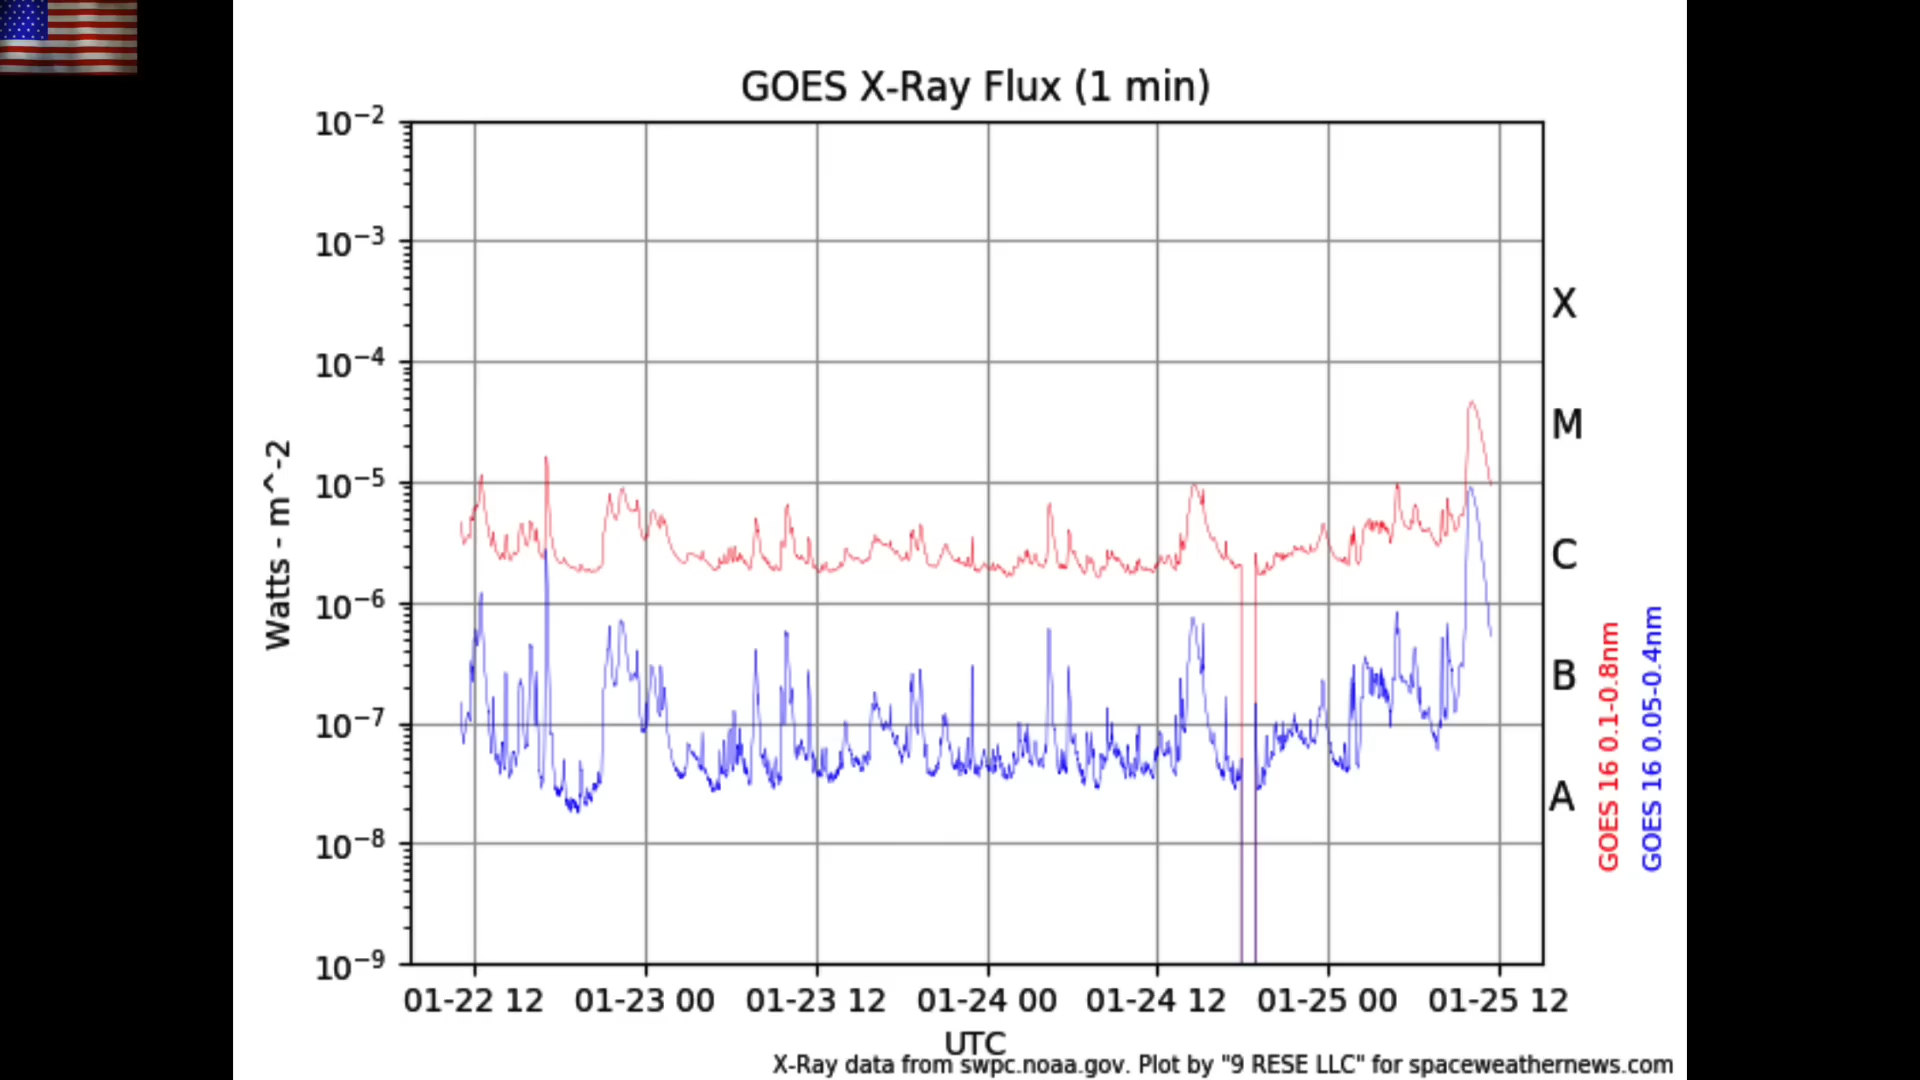 GOES X-Ray Flux (1 min)
10^-2
10^-3
10^-4
10^-5
10^-6
10^-7
10^-8
10^-9
Watts - m^-2
X
M
C
B
A
GOES 16 0.1-0.8nm
GOES 16 0.05-0.4nm
01-22 12 01-23 00 01-23 12 01-24 00 01-24 12 01-25 00 01-25 12
UTC
X-Ray data from swpc.noaa.gov. Plot by "9 RESE LLC" for spaceweathernews.com